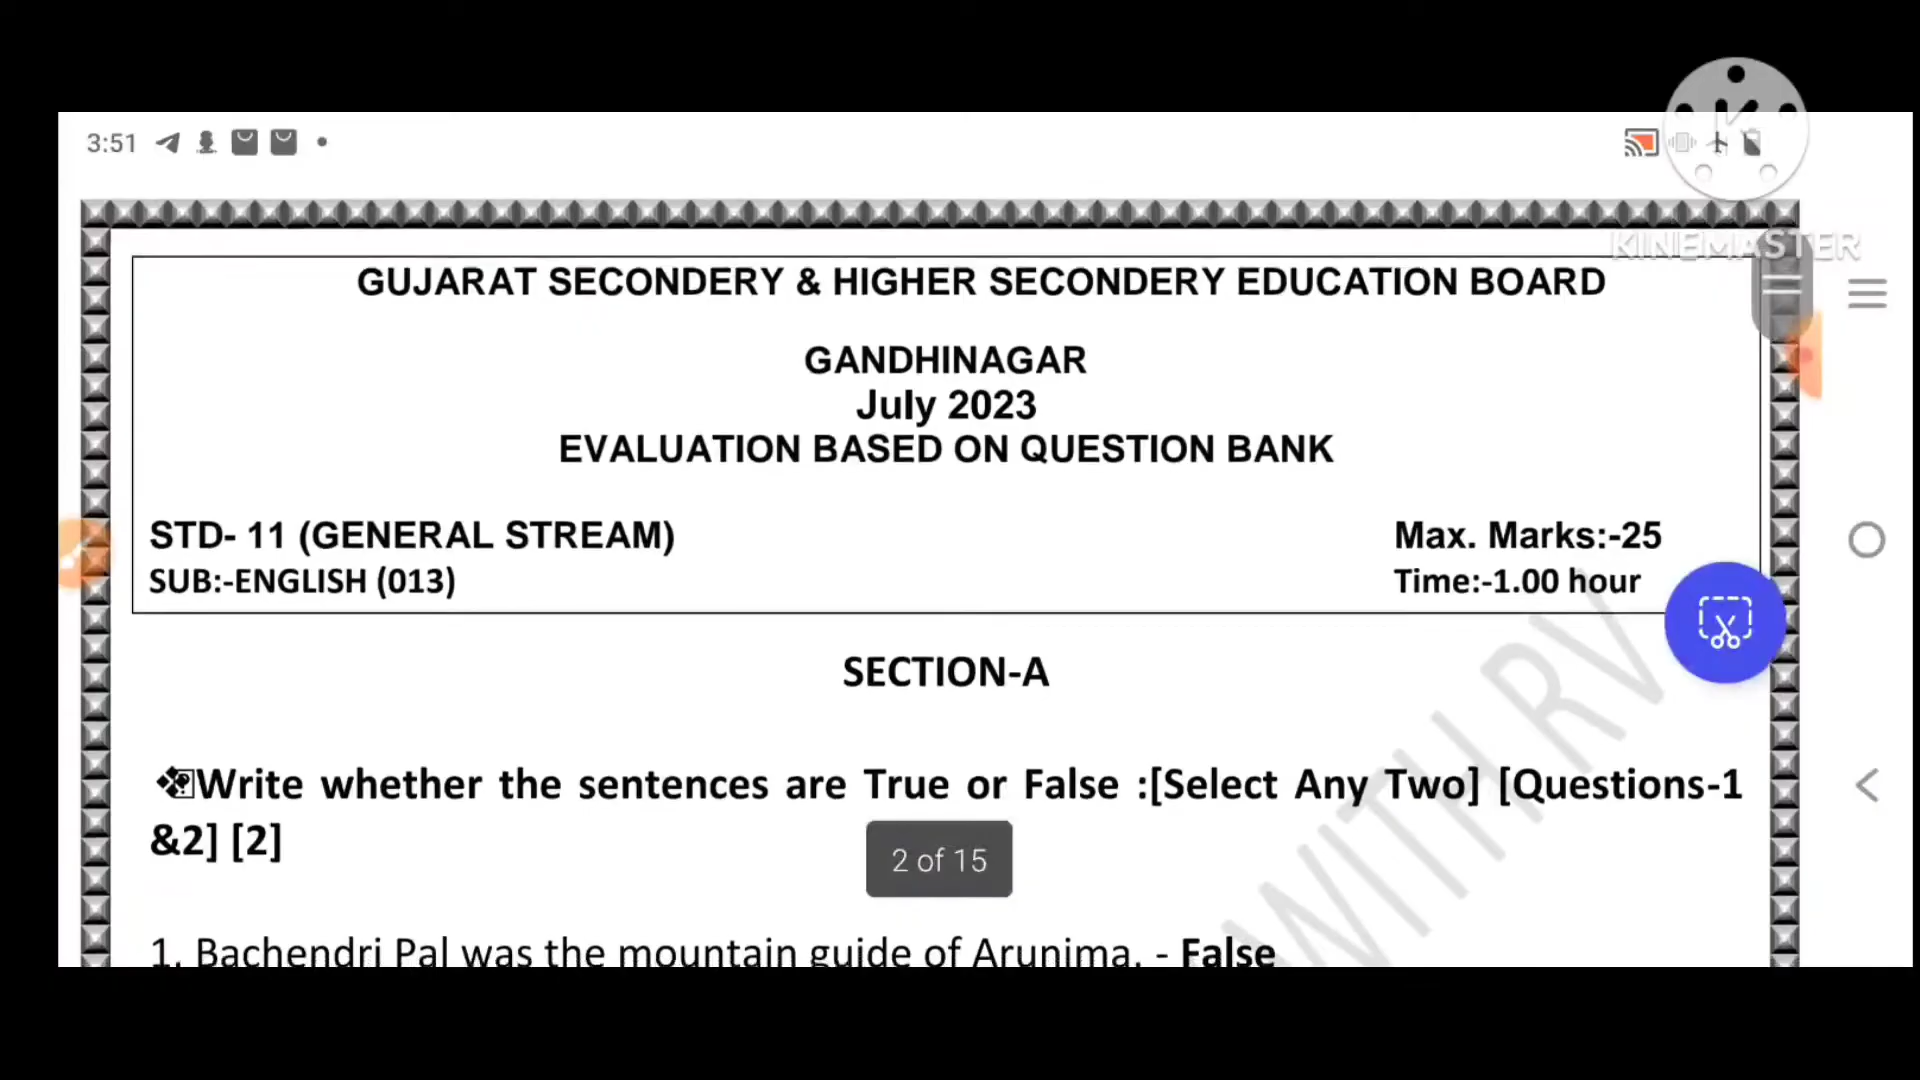 3:51
KINEMASTER
GUJARAT SECONDERY & HIGHER SECONDERY EDUCATION BOARD
GANDHINAGAR
July 2023
EVALUATION BASED ON QUESTION BANK
STD- 11 (GENERAL STREAM) Max. Marks:-25
SUB:-ENGLISH (013) Time:-1.00 hour
SECTION-A
Write whether the sentences are True or False :[Select Any Two] [Questions-1
&2] [2]
2 of 15
1. Bachendri Pal was the mountain guide of Arunima. - False
WITH RV